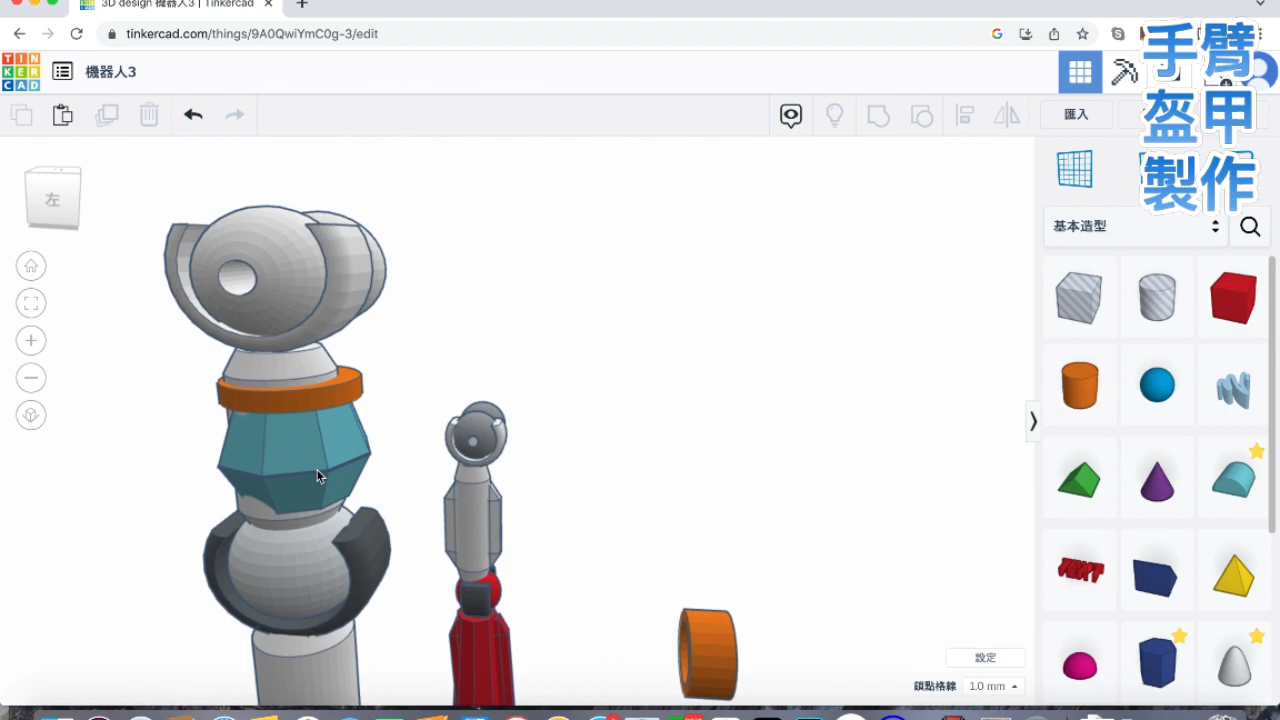 3D design 機器人3 | Tinkercad
tinkercad.com/things/9A0QwiYmC0g-3/edit
TIN
KER
CAD
機器人3
手臂
盔甲
製作
匯入
左
基本造型
TEXT
設定
鎖點格線
1.0 mm